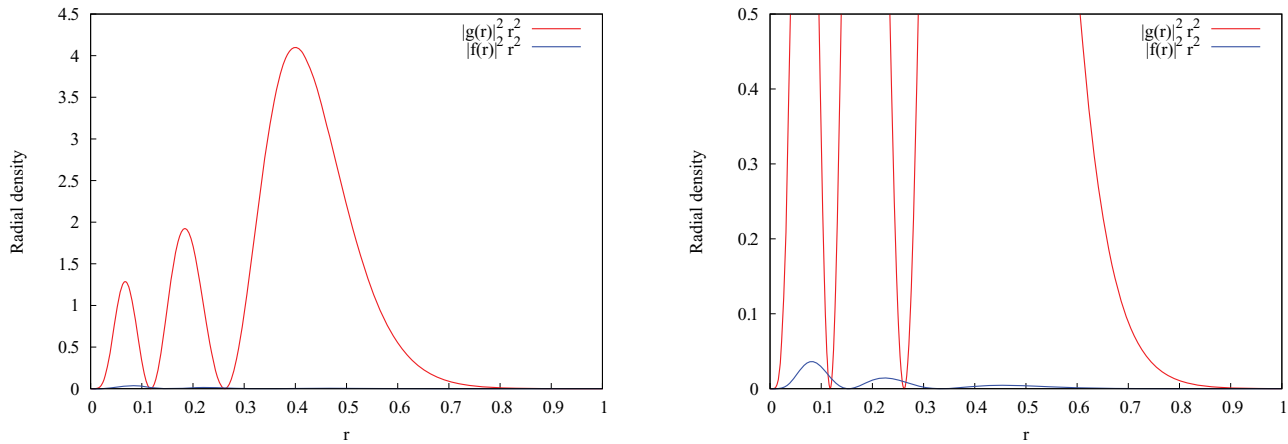 4.5
4
3.5
3
2.5
2
1.5
1
0.5
0
Radial density
|g(r)|² r²
|f(r)|² r²
0 0.1 0.2 0.3 0.4 0.5 0.6 0.7 0.8 0.9 1
r
0.5
0.4
0.3
0.2
0.1
0
Radial density
|g(r)|² r²
|f(r)|² r²
0 0.1 0.2 0.3 0.4 0.5 0.6 0.7 0.8 0.9 1
r